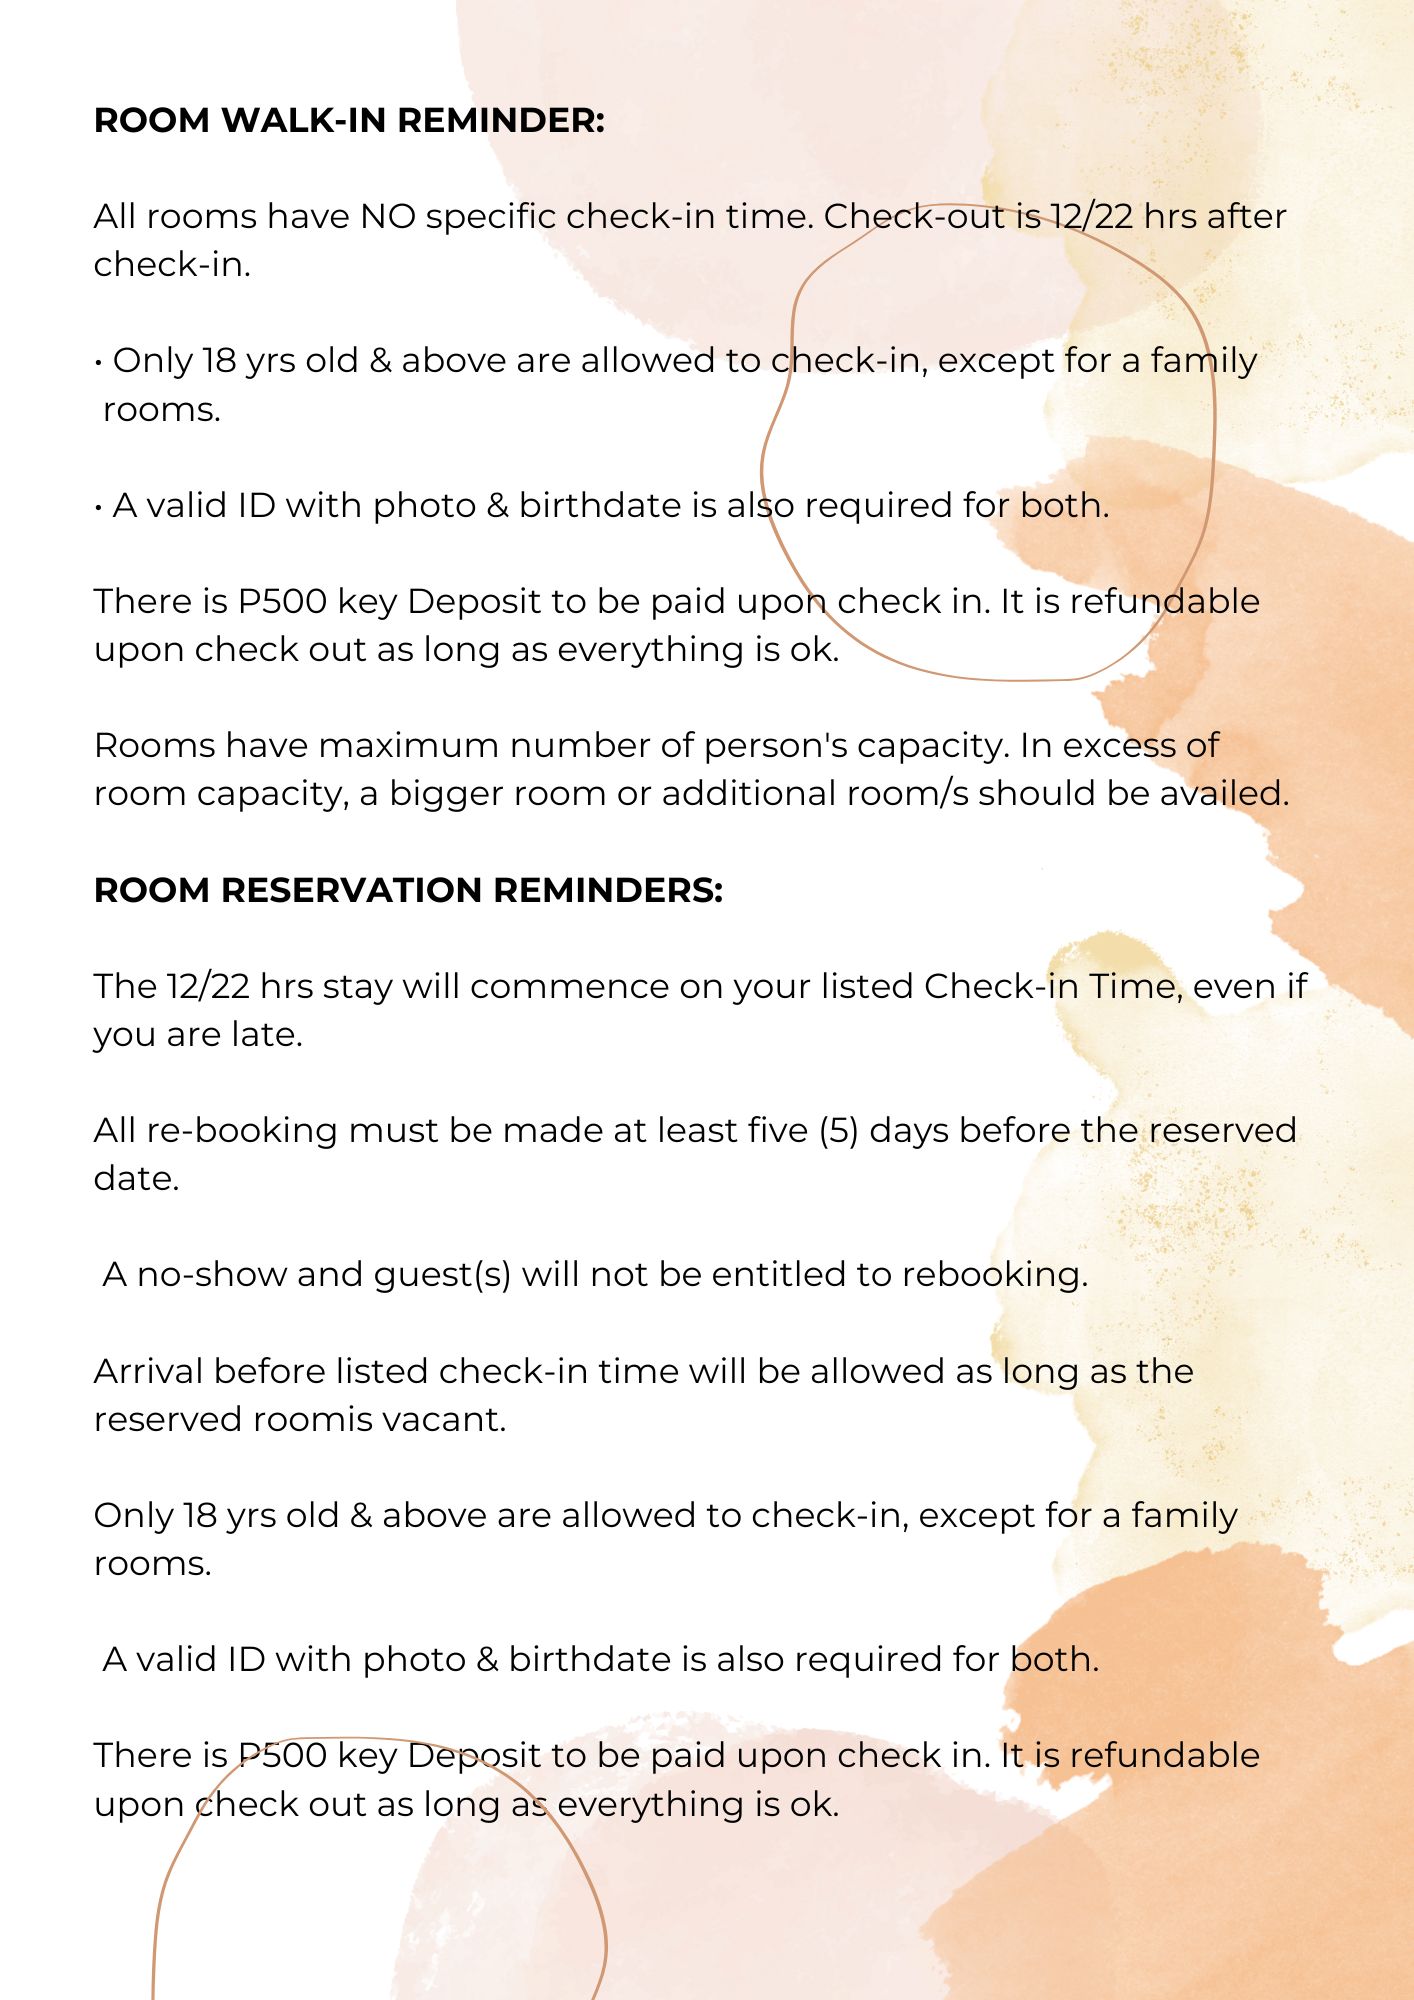 ROOM WALK-IN REMINDER:
All rooms have NO specific check-in time. Check-out is 12/22 hrs after
check-in.
• Only 18 yrs old & above are allowed to check-in, except for a family
rooms.
• A valid ID with photo & birthdate is also required for both.
There is P500 key Deposit to be paid upon check in. It is refundable
upon check out as long as everything is ok.
Rooms have maximum number of person's capacity. In excess of
room capacity, a bigger room or additional room/s should be availed.
ROOM RESERVATION REMINDERS:
The 12/22 hrs stay will commence on your listed Check-in Time, even if
you are late.
All re-booking must be made at least five (5) days before the reserved
date.
A no-show and guest(s) will not be entitled to rebooking.
Arrival before listed check-in time will be allowed as long as the
reserved roomis vacant.
Only 18 yrs old & above are allowed to check-in, except for a family
rooms.
A valid ID with photo & birthdate is also required for both.
There is P500 key Deposit to be paid upon check in. It is refundable
upon check out as long as everything is ok.